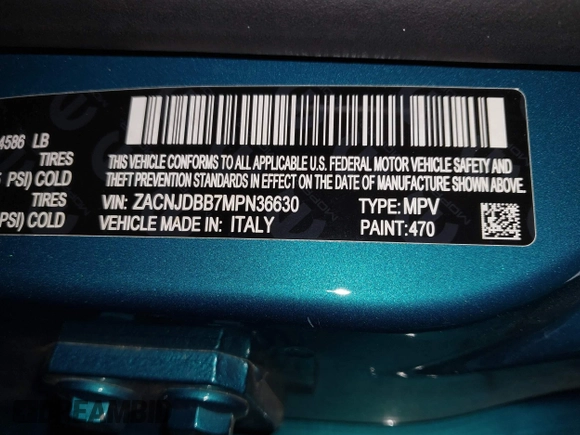 4586 LB
TIRES
PSI) COLD
TIRES
PSI) COLD
THIS VEHICLE CONFORMS TO ALL APPLICABLE U.S. FEDERAL MOTOR VEHICLE SAFETY AND
THEFT PREVENTION STANDARDS IN EFFECT ON THE DATE OF MANUFACTURE SHOWN ABOVE.
VIN: ZACNJDBB7MPN36630 TYPE: MPV
VEHICLE MADE IN: ITALY PAINT: 470